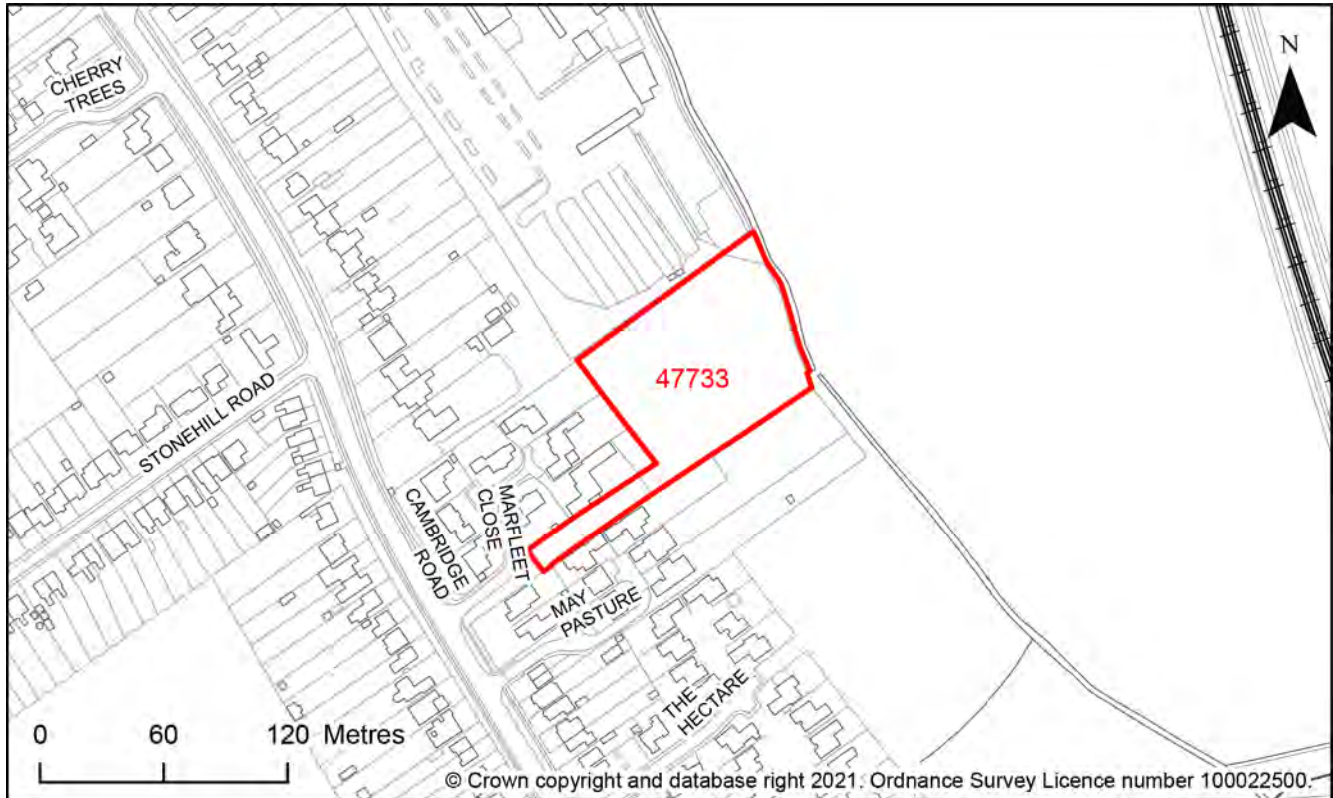 N
CHERRY
TREES
47733
STONEHILL ROAD
MARFLEET
CLOSE
CAMBRIDGE
ROAD
MAY
PASTURE
THE
HECTARE
0 60 120 Metres
© Crown copyright and database right 2021. Ordnance Survey Licence number 100022500.